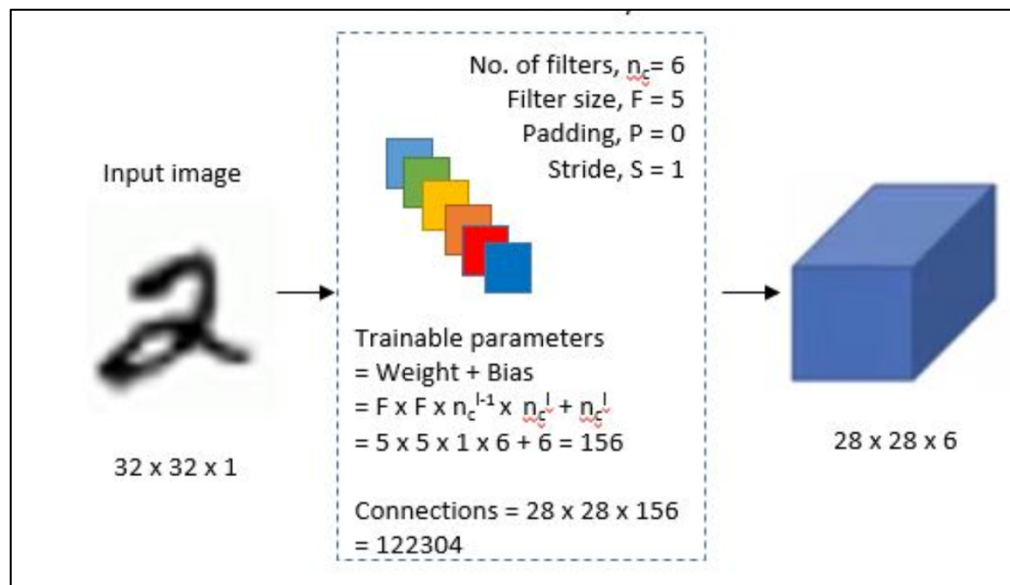 No. of filters, nc= 6
Filter size, F = 5
Padding, P = 0
Stride, S = 1
Input image
Trainable parameters
= Weight + Bias
= F x F x nc^l-1 x nc^l + nc^l
= 5 x 5 x 1 x 6 + 6 = 156
32 x 32 x 1
28 x 28 x 6
Connections = 28 x 28 x 156
= 122304